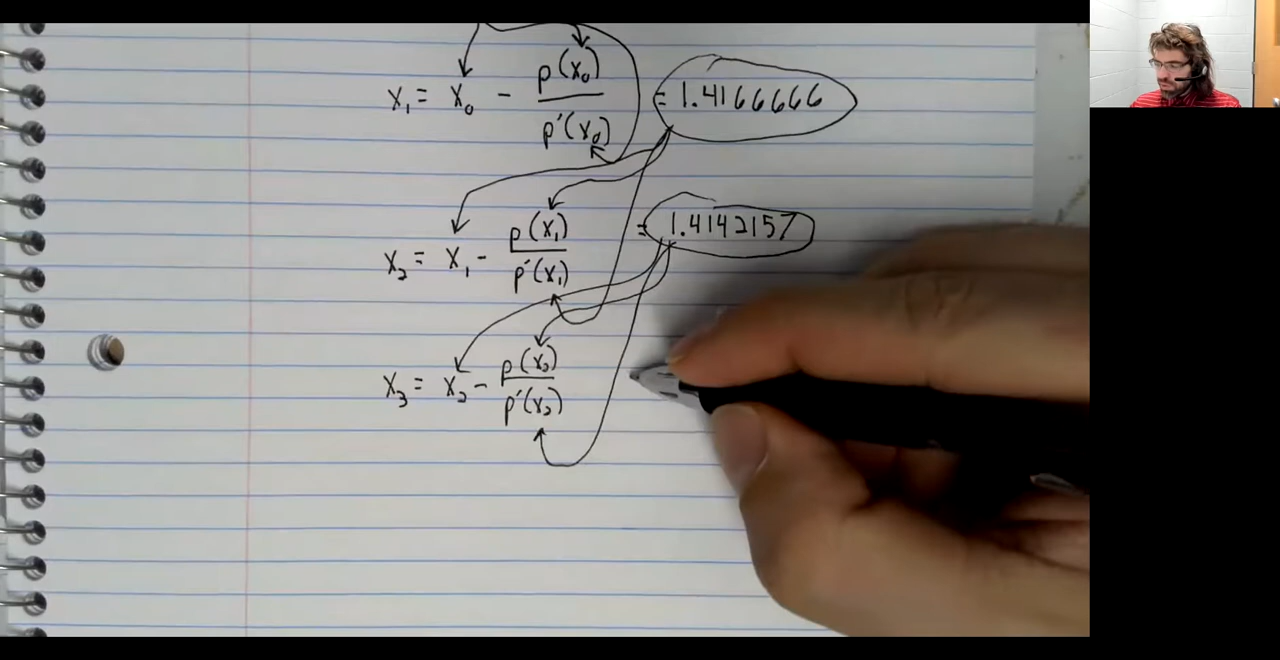 x₁ = x₀ - p(x₀)/p′(x₀) = 1.4166666
x₂ = x₁ - p(x₁)/p′(x₁) = 1.4142157
x₃ = x₂ - p(x₂)/p′(x₂)